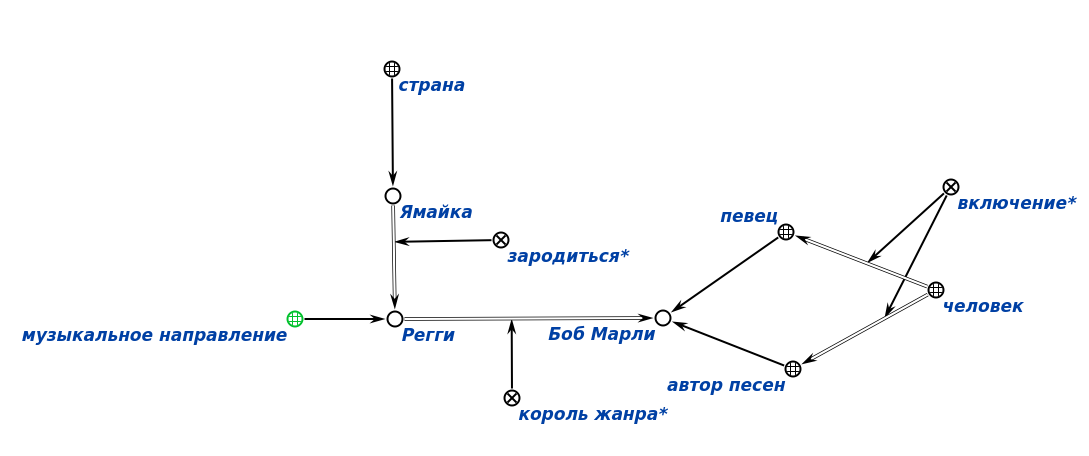 страна
включение*
Ямайка
певец
зародиться*
человек
музыкальное направление
Регги
Боб Марли
автор песен
король жанра*